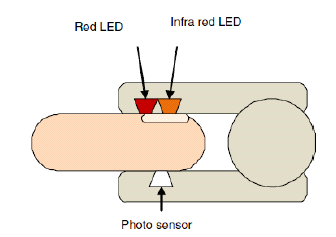 Red LED
Infra red LED
Photo sensor